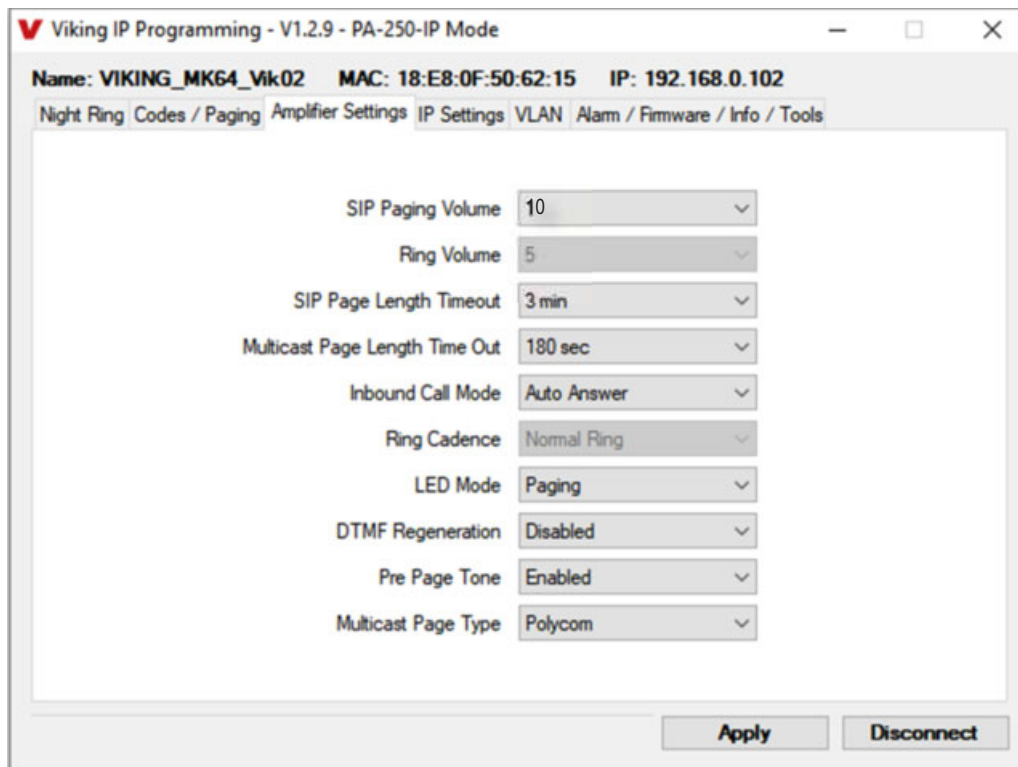 Viking IP Programming - V1.2.9 - PA-250-IP Mode
Name: VIKING_MK64_Vik02 MAC: 18:E8:0F:50:62:15 IP: 192.168.0.102
Night Ring Codes / Paging Amplifier Settings IP Settings VLAN Alarm / Firmware / Info / Tools
SIP Paging Volume 10
Ring Volume 5
SIP Page Length Timeout 3 min
Multicast Page Length Time Out 180 sec
Inbound Call Mode Auto Answer
Ring Cadence Normal Ring
LED Mode Paging
DTMF Regeneration Disabled
Pre Page Tone Enabled
Multicast Page Type Polycom
Apply Disconnect